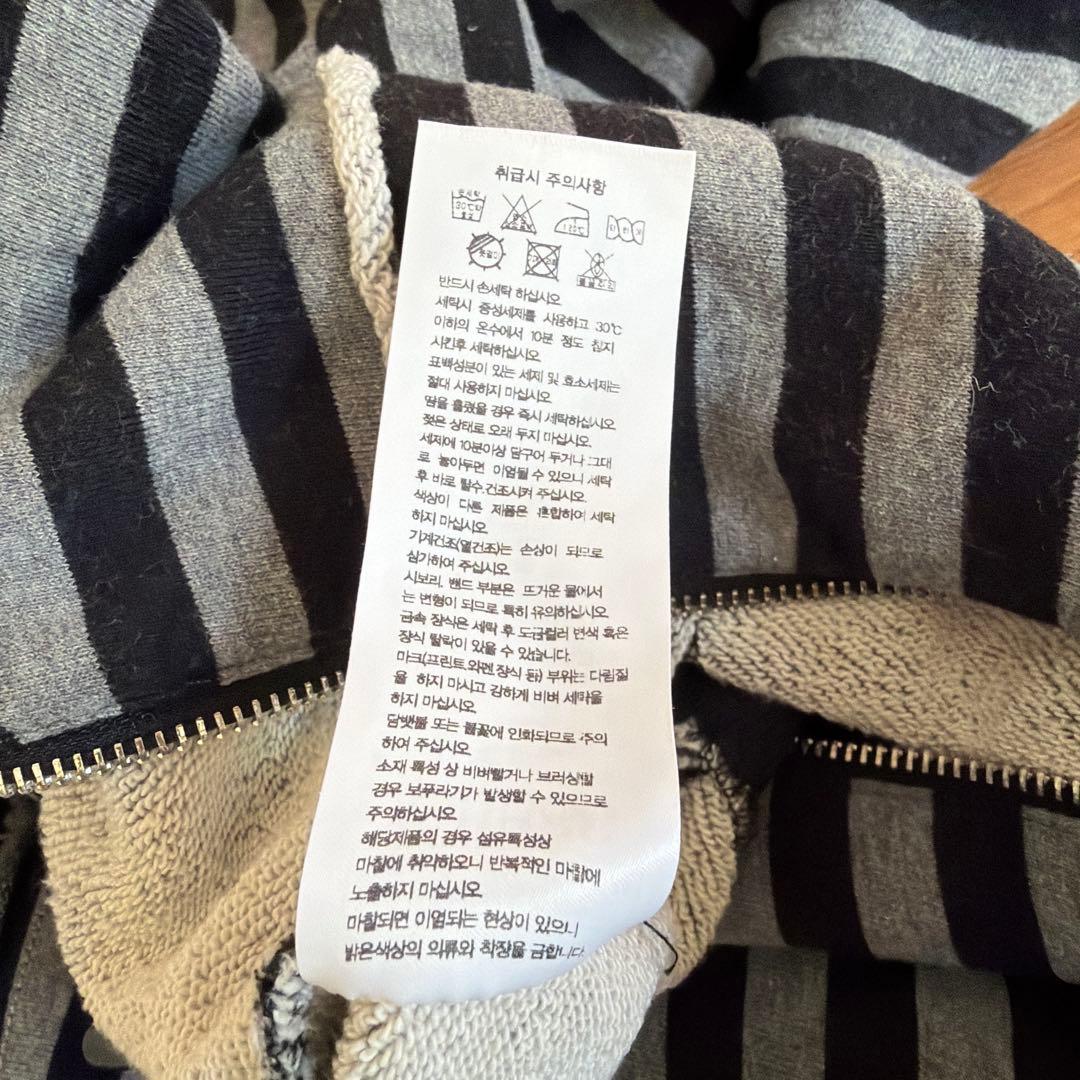 취급시 주의사항
30℃
120℃
반드시 손세탁 하십시오
세탁시 중성세제를 사용하고 30℃
이하의 온수에서 10분 정도 침지
시킨후 세탁하십시오
표백성분이 있는 세제 및 효소세제는
절대 사용하지 마십시오
땀을 흘렸을 경우 즉시 세탁하십시오
젖은 상태로 오래 두지 마십시오
세제에 10분이상 담구어 두거나 그대
로 놓아두면 이염될 수 있으니 세탁
후 바로 탈수.건조시켜 주십시오
색상이 다른 제품은 혼합하여 세탁
하지 마십시오
기계건조(열건조)는 손상이 되므로
삼가하여 주십시오
시보리, 밴드 부분은 뜨거운 물에서
는 변형이 되므로 특히 유의하십시오
금속 장식은 세탁 후 도금컬러 변색 혹은
장식 탈락이 있을 수 있습니다.
마크(프린트.와펜 장식 등) 부위는 다림질
을 하지 마시고 강하게 비벼 세탁을
하지 마십시오
담뱃불 또는 불꽃에 인화되므로 주의
하여 주십시오
소재 특성 상 비벼빨거나 브러싱할
경우 보푸라기가 발생할 수 있으므로
주의하십시오
해당제품의 경우 섬유특성상
마찰에 취약하오니 반복적인 마찰에
노출하지 마십시오
마찰되면 이염되는 현상이 있으니
밝은색상의 의류와 착장을 금합니다